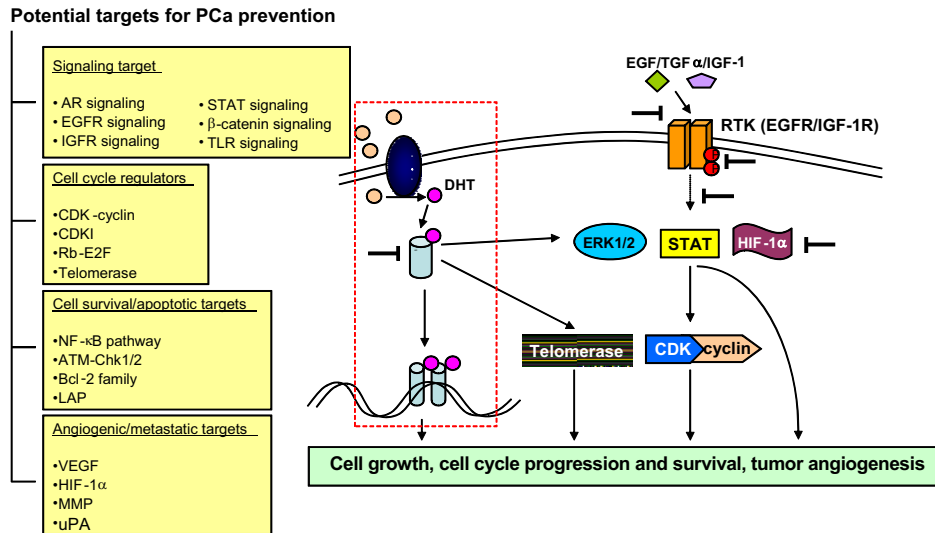 Potential targets for PCa prevention
Signaling target
• AR signaling
• EGFR signaling
• IGFR signaling
• STAT signaling
• β-catenin signaling
• TLR signaling
Cell cycle regulators
•CDK-cyclin
•CDKI
•Rb-E2F
•Telomerase
Cell survival/apoptotic targets
•NF-κB pathway
•ATM-Chk1/2
•Bcl-2 family
•LAP
Angiogenic/metastatic targets
•VEGF
•HIF-1α
•MMP
•uPA
EGF/TGFα/IGF-1
RTK (EGFR/IGF-1R)
DHT
ERK1/2
STAT
HIF-1α
Telomerase
CDK
cyclin
Cell growth, cell cycle progression and survival, tumor angiogenesis